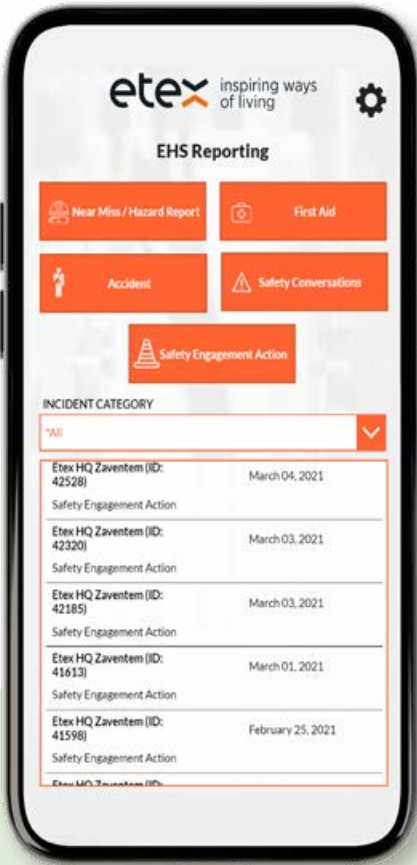 etex inspiring ways
of living
EHS Reporting
Near Miss / Hazard Report
First Aid
Accident
Safety Conversations
Safety Engagement Action
INCIDENT CATEGORY
*All
Etex HQ Zaventem (ID:
42528) March 04, 2021
Safety Engagement Action
Etex HQ Zaventem (ID:
42320) March 03, 2021
Safety Engagement Action
Etex HQ Zaventem (ID:
42185) March 03, 2021
Safety Engagement Action
Etex HQ Zaventem (ID:
41613) March 01, 2021
Safety Engagement Action
Etex HQ Zaventem (ID:
41598) February 25, 2021
Safety Engagement Action
Etex HQ Zaventem (ID: